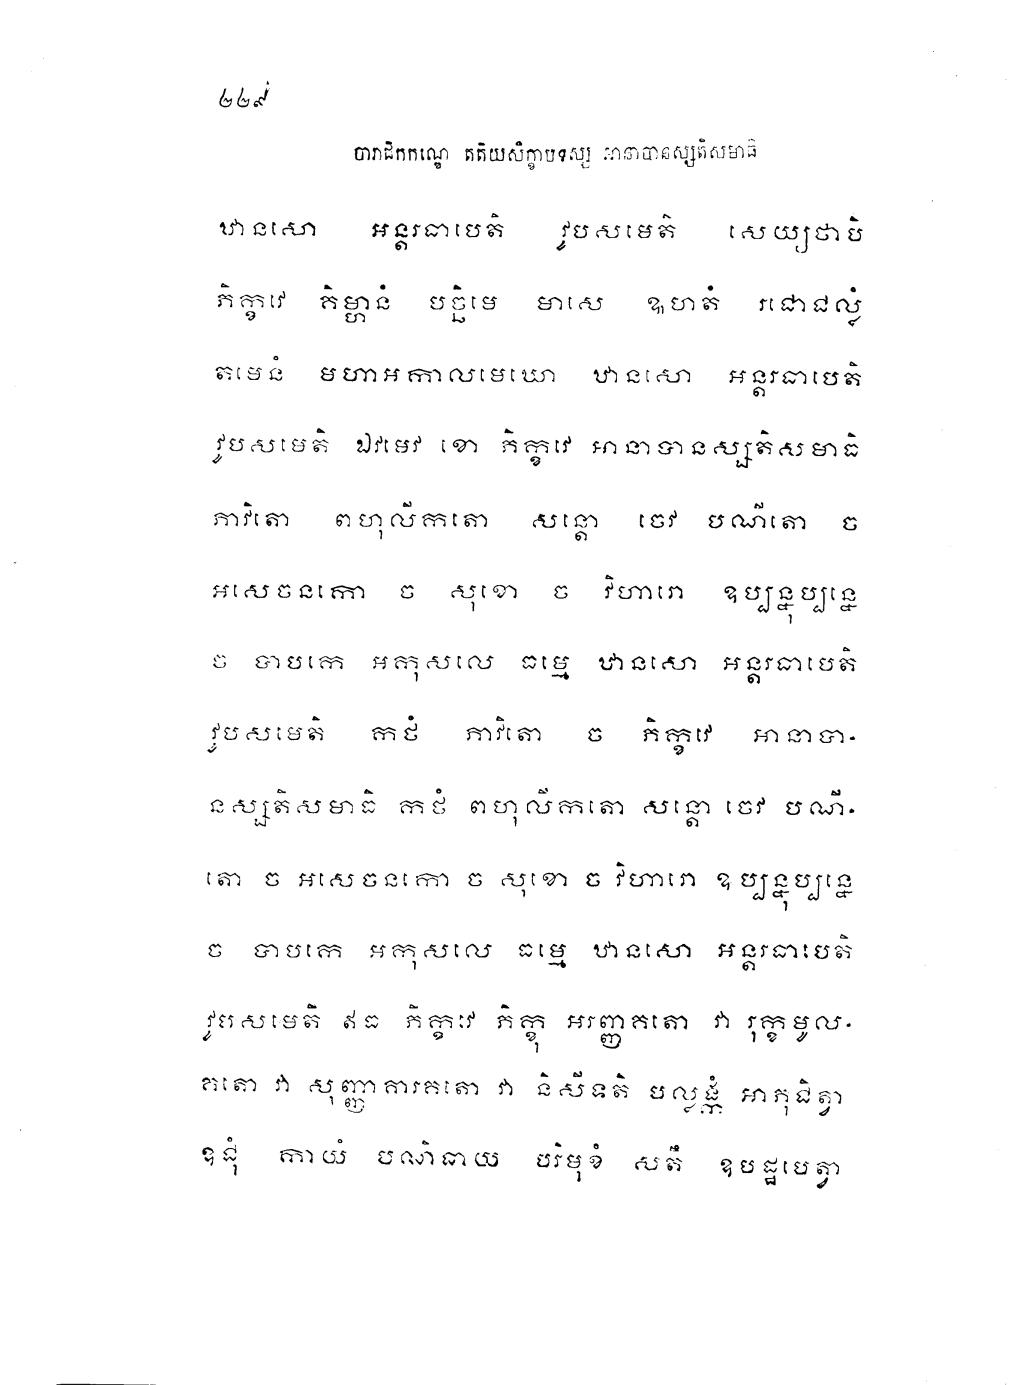 ២២៩
បារាជិកកណ្ឌេ តតិយសិក្ខាបទស្ស អានាបានស្សតិសមាធិ
ឋានសោ អន្តរធាបេតិ វូបសមេតិ សេយ្យថាបិ
ភិក្ខវេ គិម្ហានំ បច្ឆិមេ មាសេ ឩហតំ រជោជល្លំ
តមេនំ មហាអកាលមេឃោ ឋានសោ អន្តរធាបេតិ
វូបសមេតិ ឯវមេវ ខោ ភិក្ខវេ អានាបានស្សតិសមាធិ
ភាវិតោ ពហុលីកតោ សន្តោ ចេវ បណីតោ ច
អសេចនកោ ច សុខោ ច វិហារោ ឧប្បន្នុប្បន្នេ
ច បាបកេ អកុសលេ ធម្មេ ឋានសោ អន្តរធាបេតិ
វូបសមេតិ កថំ ភាវិតោ ច ភិក្ខវេ អានាបា-
នស្សតិសមាធិ កថំ ពហុលីកតោ សន្តោ ចេវ បណី-
តោ ច អសេចនកោ ច សុខោ ច វិហារោ ឧប្បន្នុប្បន្នេ
ច បាបកេ អកុសលេ ធម្មេ ឋានសោ អន្តរធាបេតិ
វូបសមេតិ ឥធ ភិក្ខវេ ភិក្ខុ អរញ្ញគតោ វា រុក្ខមូល-
គតោ វា សុញ្ញាគារគតោ វា និសីទតិ បល្លង្កំ អាភុជិត្វា
ឧជុំ កាយំ បណិធាយ បរិមុខំ សតឹ ឧបដ្ឋបេត្វា